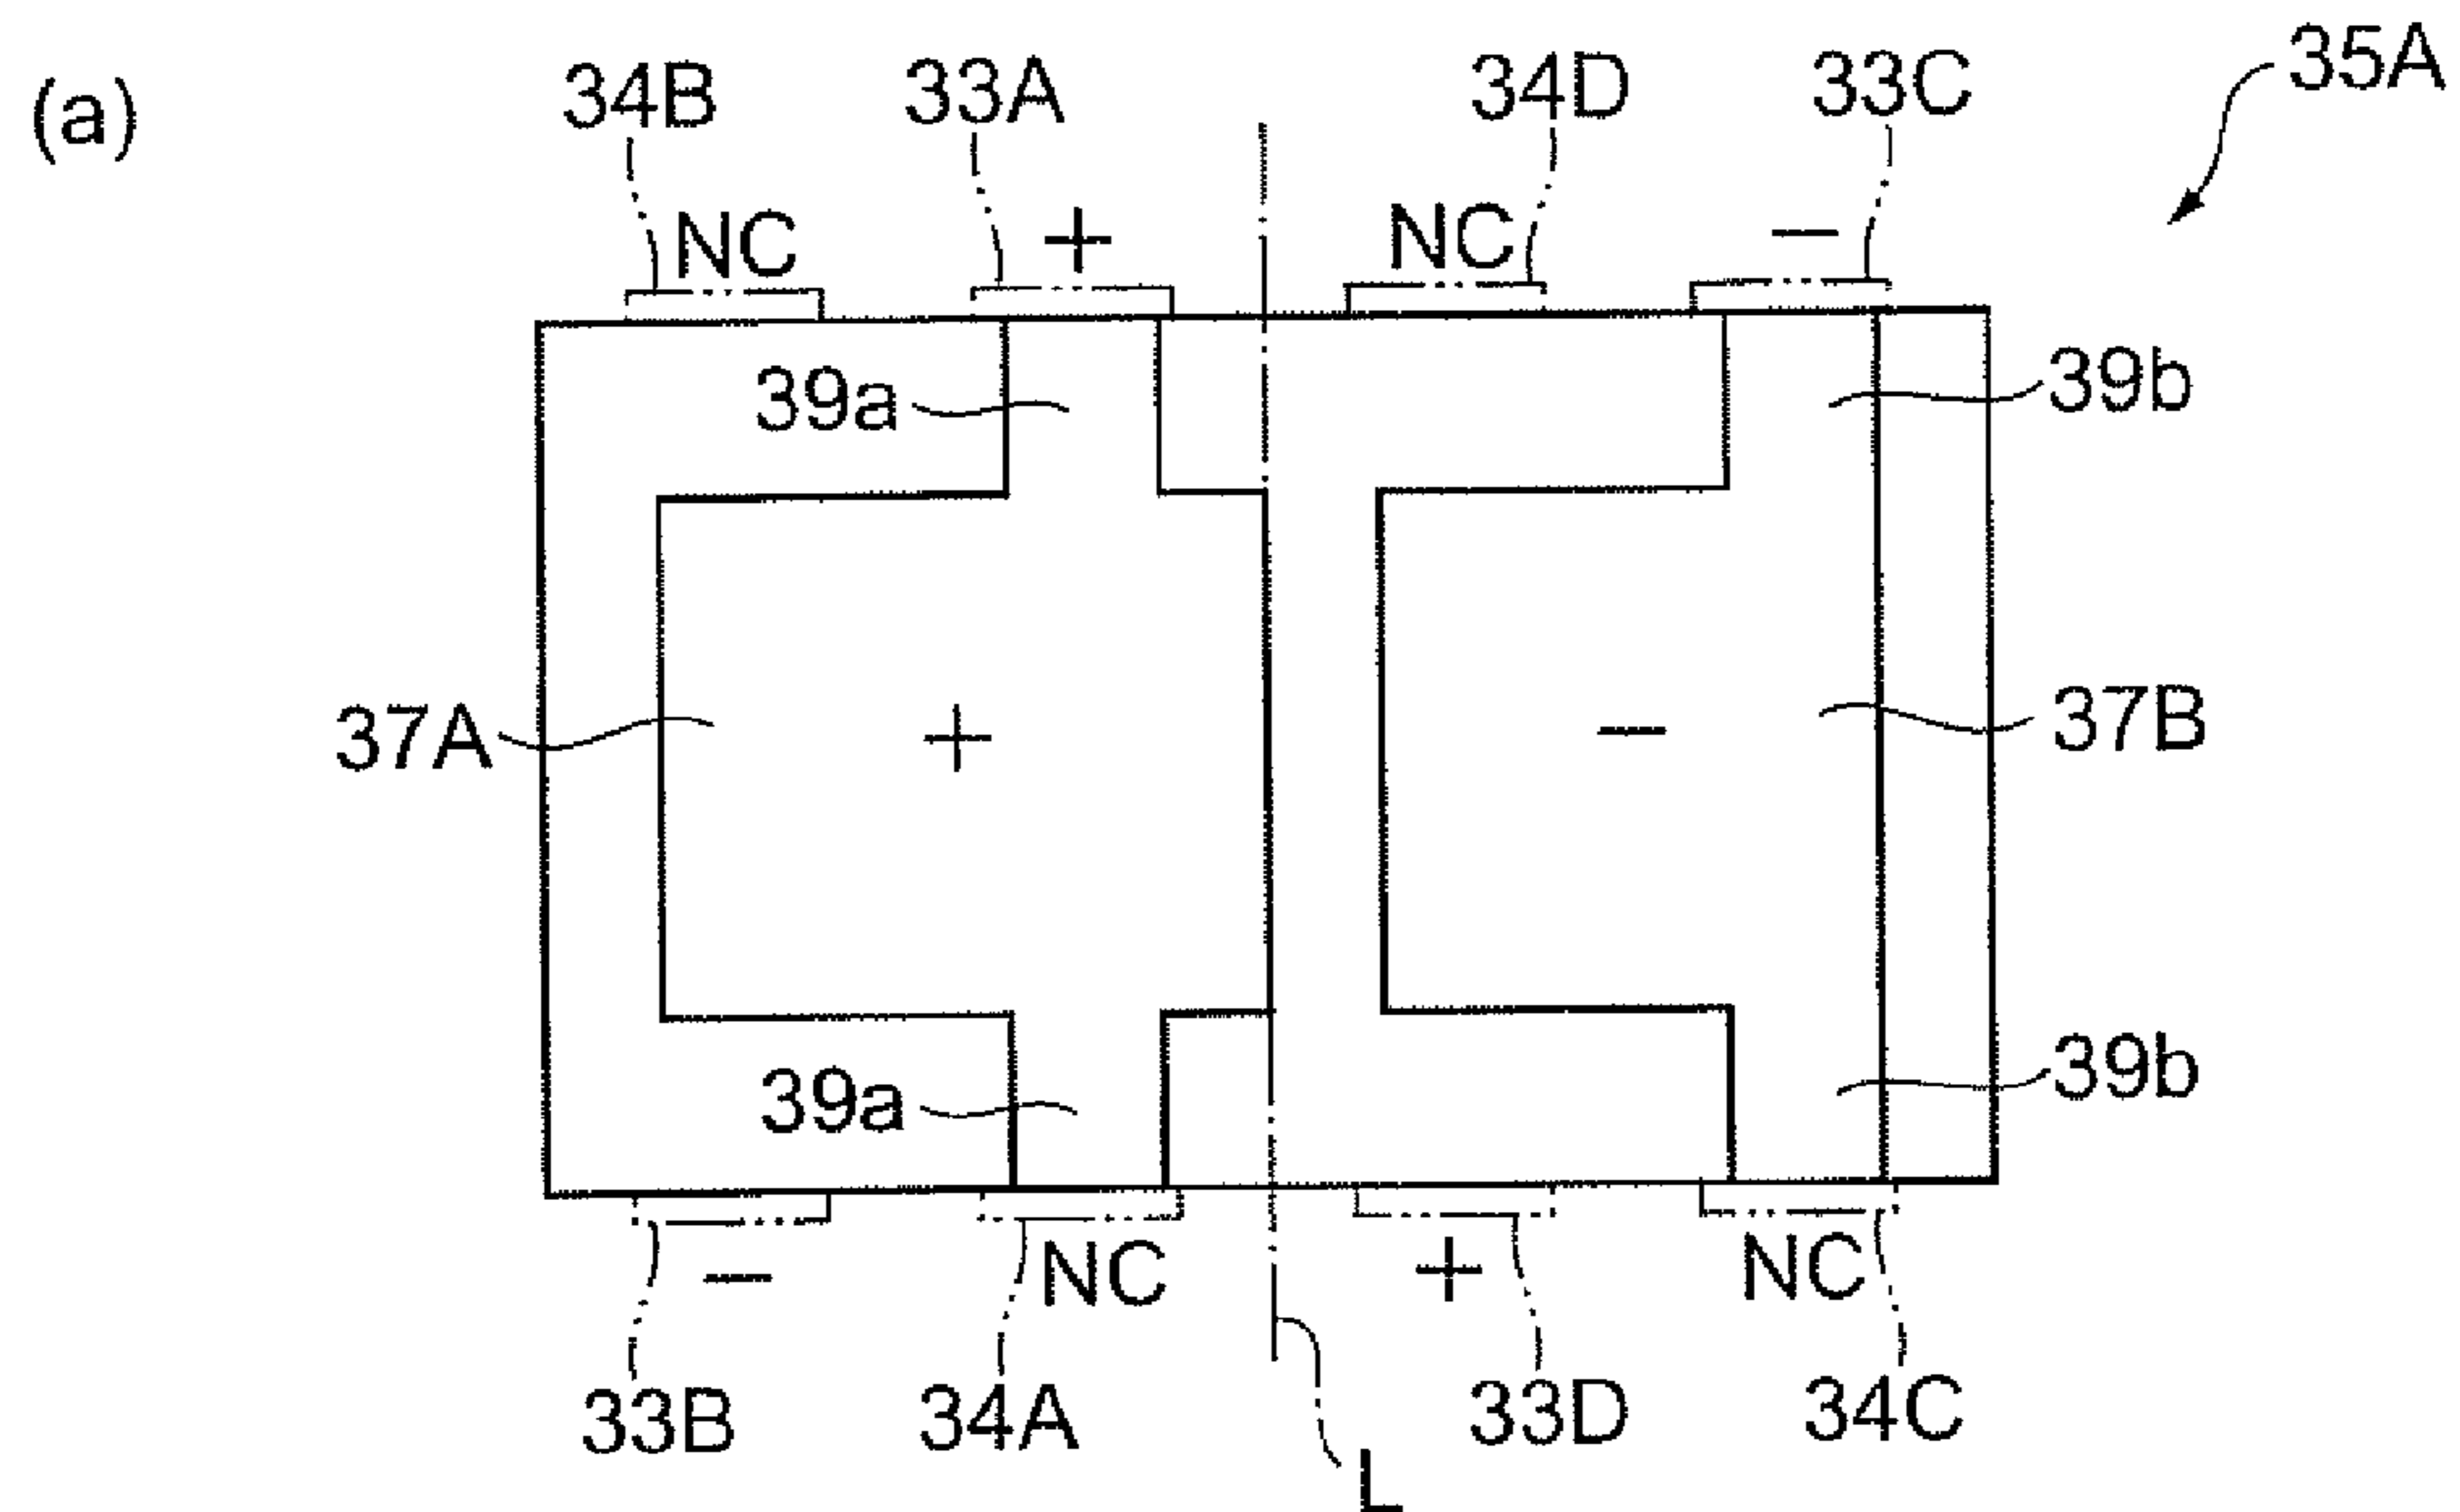 (a) 34B 33A 34D 33C 35A
NC + NC −
39a 39b
37A + − 37B
39a 39b
− NC + NC
33B 34A 33D 34C
L